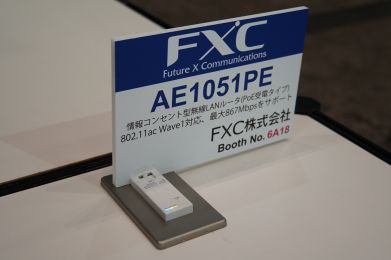 FXC
Future X Communications
AE1051PE
情報コンセント型無線LANルータ(PoE受電タイプ)
802.11ac Wave1対応、最大867Mbpsをサポート
FXC株式会社
Booth No. 6A18